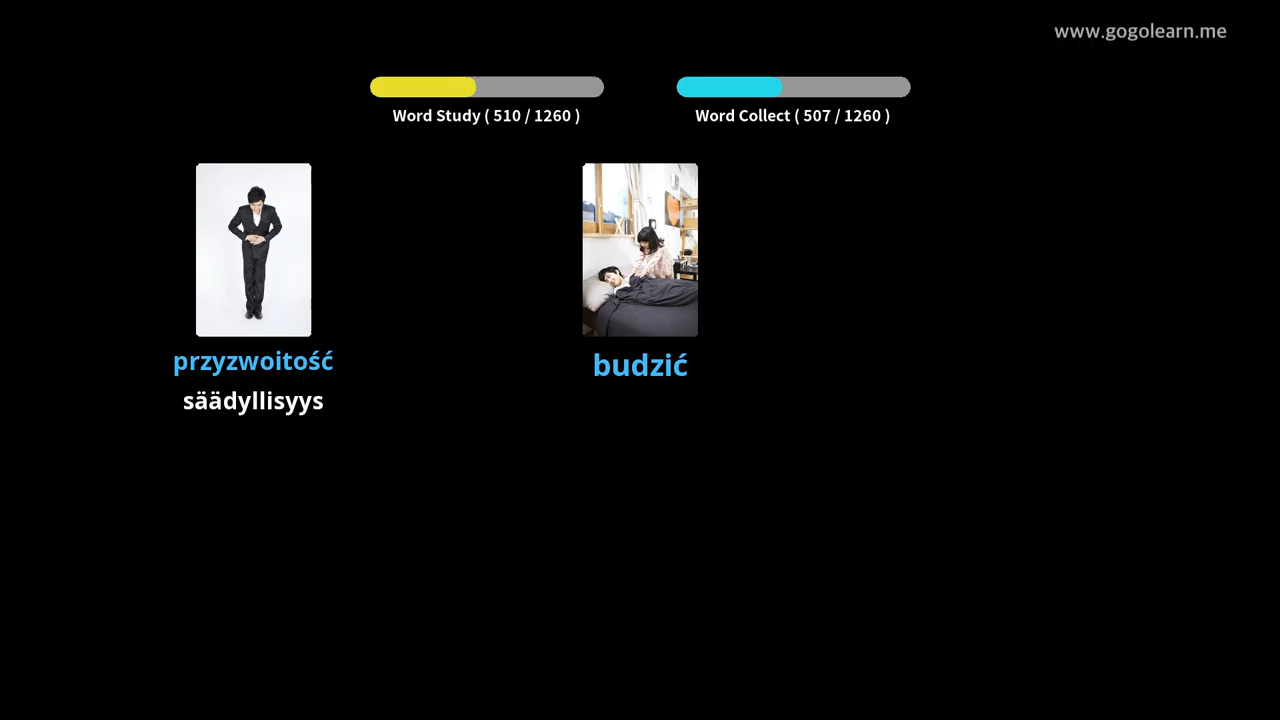 www.gogolearn.me
Word Study ( 510 / 1260 )
Word Collect ( 507 / 1260 )
przyzwoitość
säädyllisyys
budzić